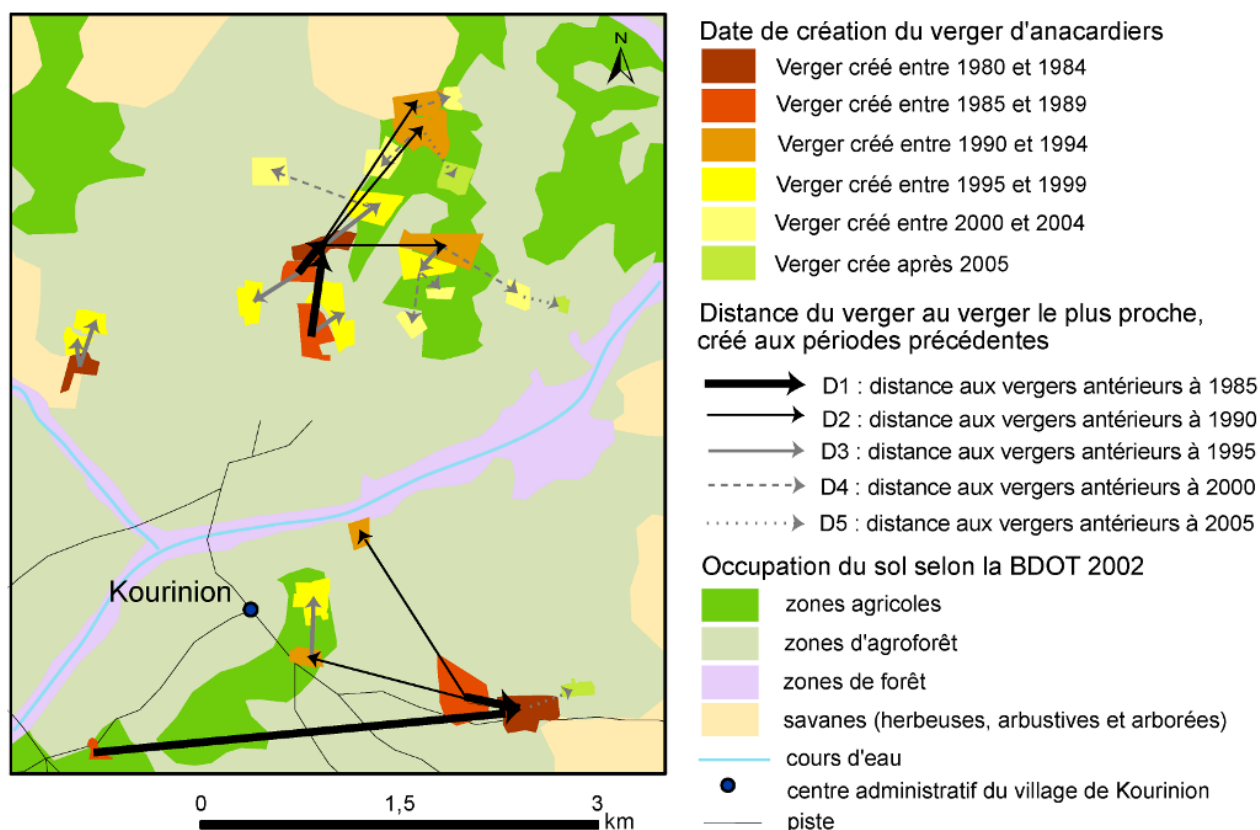 N
Kourinion
0 1,5 3
km
Date de création du verger d'anacardiers
Verger créé entre 1980 et 1984
Verger créé entre 1985 et 1989
Verger créé entre 1990 et 1994
Verger créé entre 1995 et 1999
Verger créé entre 2000 et 2004
Verger crée après 2005
Distance du verger au verger le plus proche,
créé aux périodes précédentes
D1 : distance aux vergers antérieurs à 1985
D2 : distance aux vergers antérieurs à 1990
D3 : distance aux vergers antérieurs à 1995
D4 : distance aux vergers antérieurs à 2000
D5 : distance aux vergers antérieurs à 2005
Occupation du sol selon la BDOT 2002
zones agricoles
zones d'agroforêt
zones de forêt
savanes (herbeuses, arbustives et arborées)
cours d'eau
centre administratif du village de Kourinion
piste